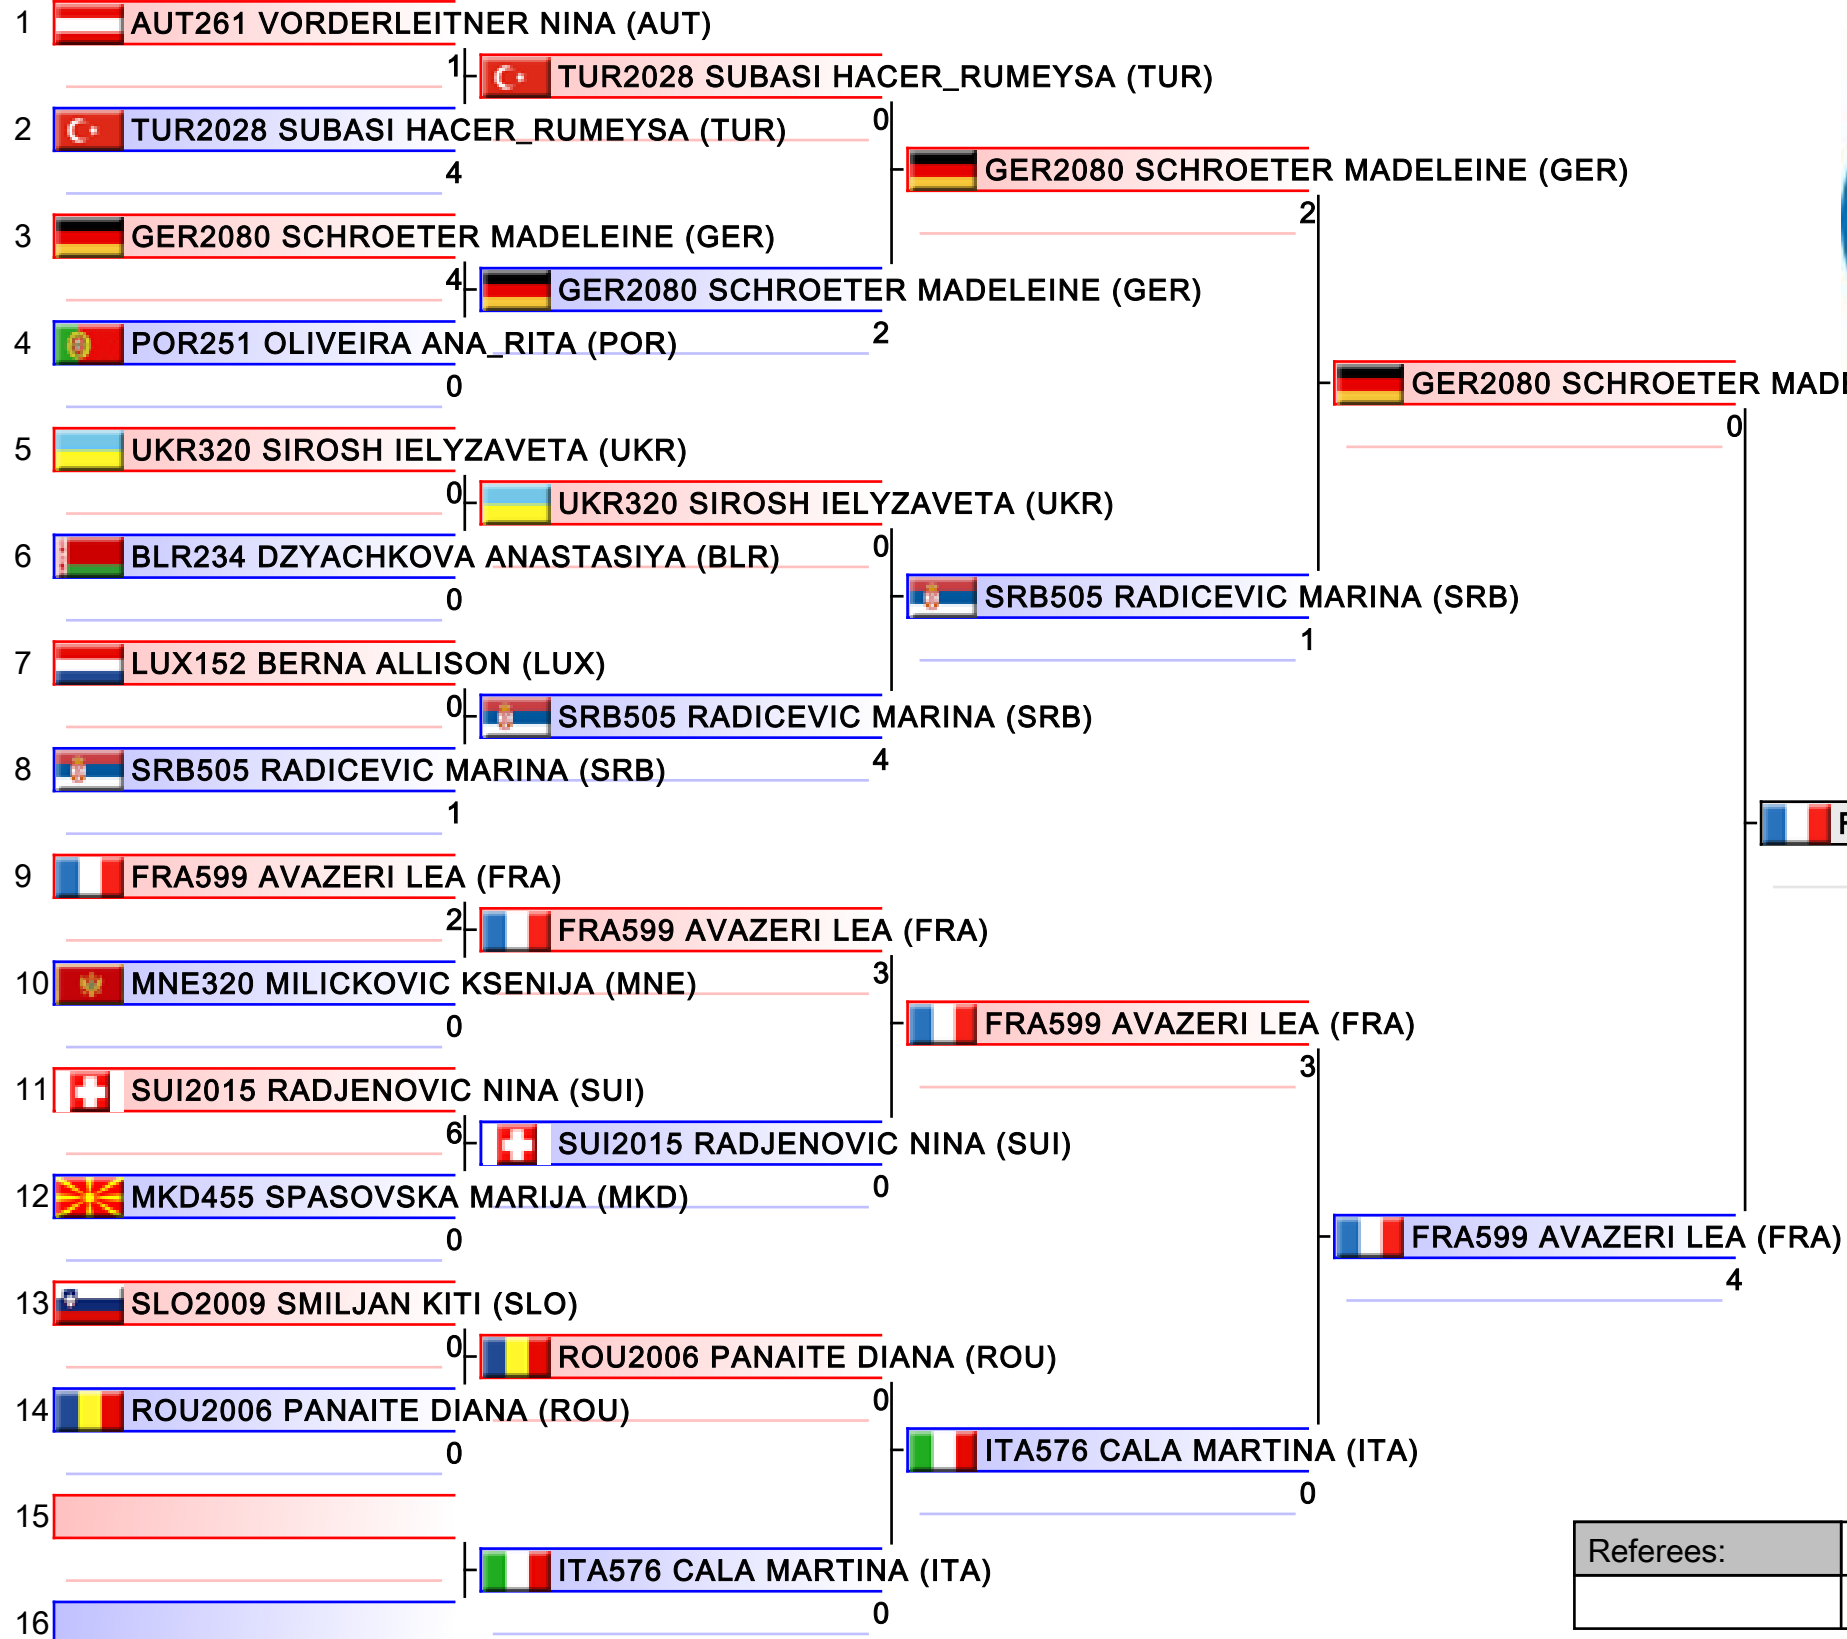 1 AUT261 VORDERLEITNER NINA (AUT)
1 TUR2028 SUBASI HACER_RUMEYSA (TUR)
0
2 TUR2028 SUBASI HACER_RUMEYSA (TUR)
4
GER2080 SCHROETER MADELEINE (GER)
2
3 GER2080 SCHROETER MADELEINE (GER)
4 GER2080 SCHROETER MADELEINE (GER)
2
4 POR251 OLIVEIRA ANA_RITA (POR)
0
GER2080 SCHROETER
0
5 UKR320 SIROSH IELYZAVETA (UKR)
0 UKR320 SIROSH IELYZAVETA (UKR)
0
6 BLR234 DZYACHKOVA ANASTASIYA (BLR)
0
SRB505 RADICEVIC MARINA (SRB)
1
7 LUX152 BERNA ALLISON (LUX)
0 SRB505 RADICEVIC MARINA (SRB)
4
8 SRB505 RADICEVIC MARINA (SRB)
1
9 FRA599 AVAZERI LEA (FRA)
2 FRA599 AVAZERI LEA (FRA)
3
10 MNE320 MILICKOVIC KSENIJA (MNE)
0
FRA599 AVAZERI LEA (FRA)
3
11 SUI2015 RADJENOVIC NINA (SUI)
6 SUI2015 RADJENOVIC NINA (SUI)
0
12 MKD455 SPASOVSKA MARIJA (MKD)
0
FRA599 AVAZERI LEA (FRA)
4
13 SLO2009 SMILJAN KITI (SLO)
0 ROU2006 PANAITE DIANA (ROU)
0
14 ROU2006 PANAITE DIANA (ROU)
0
ITA576 CALA MARTINA (ITA)
0
15
ITA576 CALA MARTINA (ITA)
0
16
Referees: